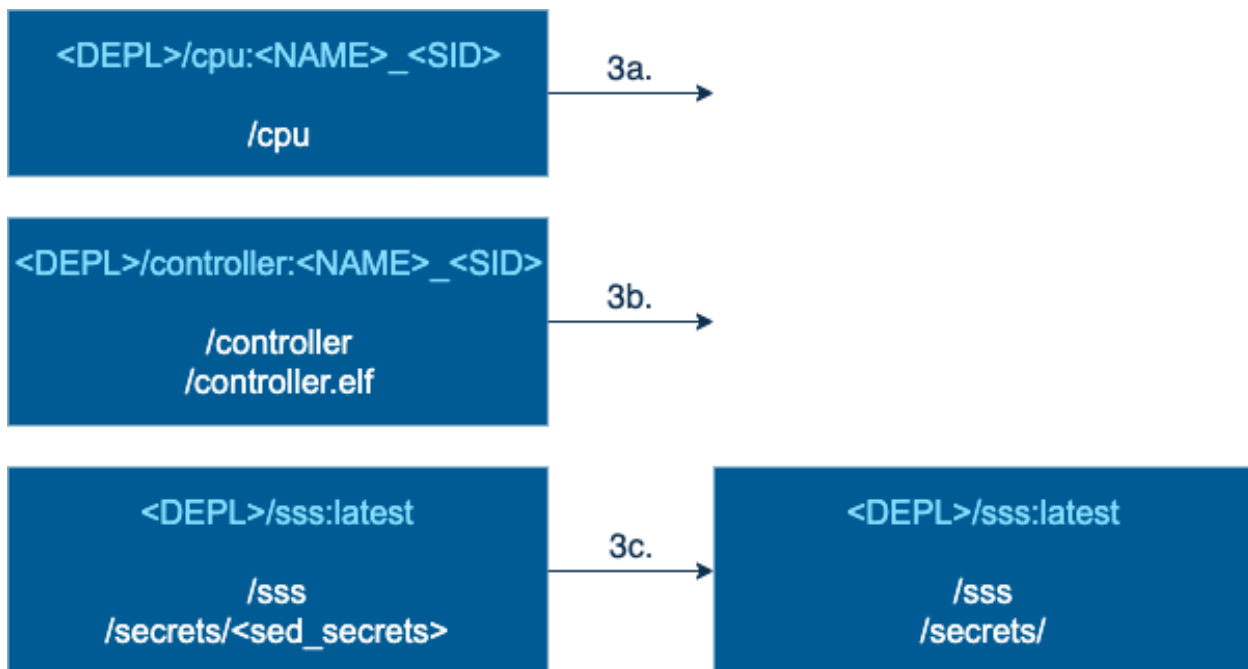 <DEPL>/cpu:<NAME>_<SID>
/cpu
3a.
<DEPL>/controller:<NAME>_<SID>
/controller
/controller.elf
3b.
<DEPL>/sss:latest
/sss
/secrets/<sed_secrets>
3c.
<DEPL>/sss:latest
/sss
/secrets/